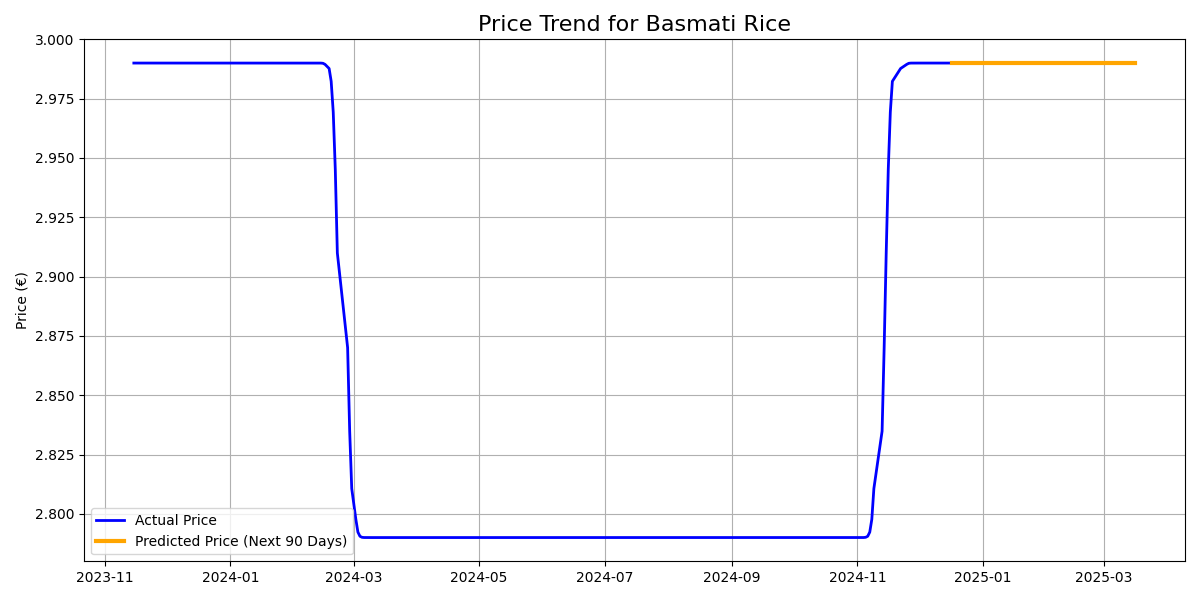 Price Trend for Basmati Rice
3.000
2.975
2.950
2.925
2.900
2.875
2.850
2.825
2.800
Price (€)
Actual Price
Predicted Price (Next 90 Days)
2023-11 2024-01 2024-03 2024-05 2024-07 2024-09 2024-11 2025-01 2025-03